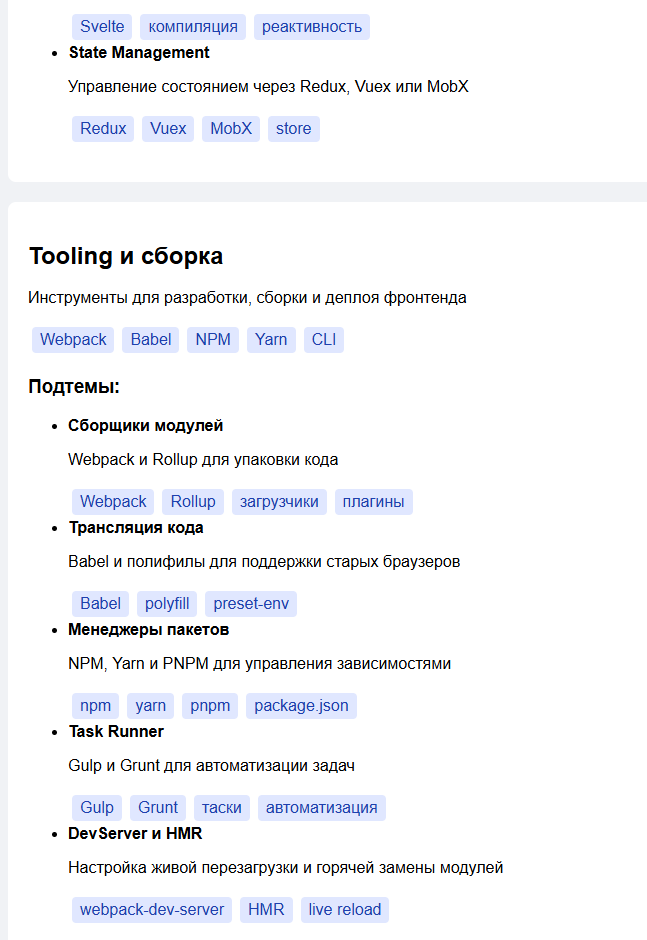 Svelte компиляция реактивность
State Management
Управление состоянием через Redux, Vuex или MobX
Redux Vuex MobX store
Tooling и сборка
Инструменты для разработки, сборки и деплоя фронтенда
Webpack Babel NPM Yarn CLI
Подтемы:
Сборщики модулей
Webpack и Rollup для упаковки кода
Webpack Rollup загрузчики плагины
Трансляция кода
Babel и полифилы для поддержки старых браузеров
Babel polyfill preset-env
Менеджеры пакетов
NPM, Yarn и PNPM для управления зависимостями
npm yarn pnpm package.json
Task Runner
Gulp и Grunt для автоматизации задач
Gulp Grunt таски автоматизация
DevServer и HMR
Настройка живой перезагрузки и горячей замены модулей
webpack-dev-server HMR live reload